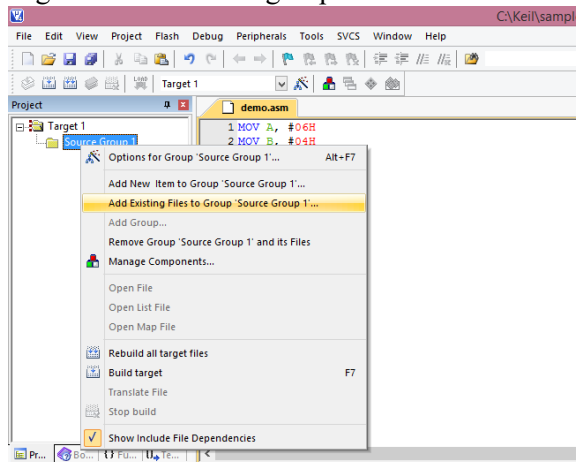 C:\Keil\sampl
File Edit View Project Flash Debug Peripherals Tools SVCS Window Help
LOAD Target 1
Project
demo.asm
Target 1
Source Group 1
1 MOV A, #06H
2 MOV B, #04H
Options for Group 'Source Group 1'... Alt+F7
Add New Item to Group 'Source Group 1'...
Add Existing Files to Group 'Source Group 1'...
Add Group...
Remove Group 'Source Group 1' and its Files
Manage Components...
Open File
Open List File
Open Map File
Rebuild all target files
Build target F7
Translate File
Stop build
Show Include File Dependencies
Pr... Bo... {} Fu... Te...